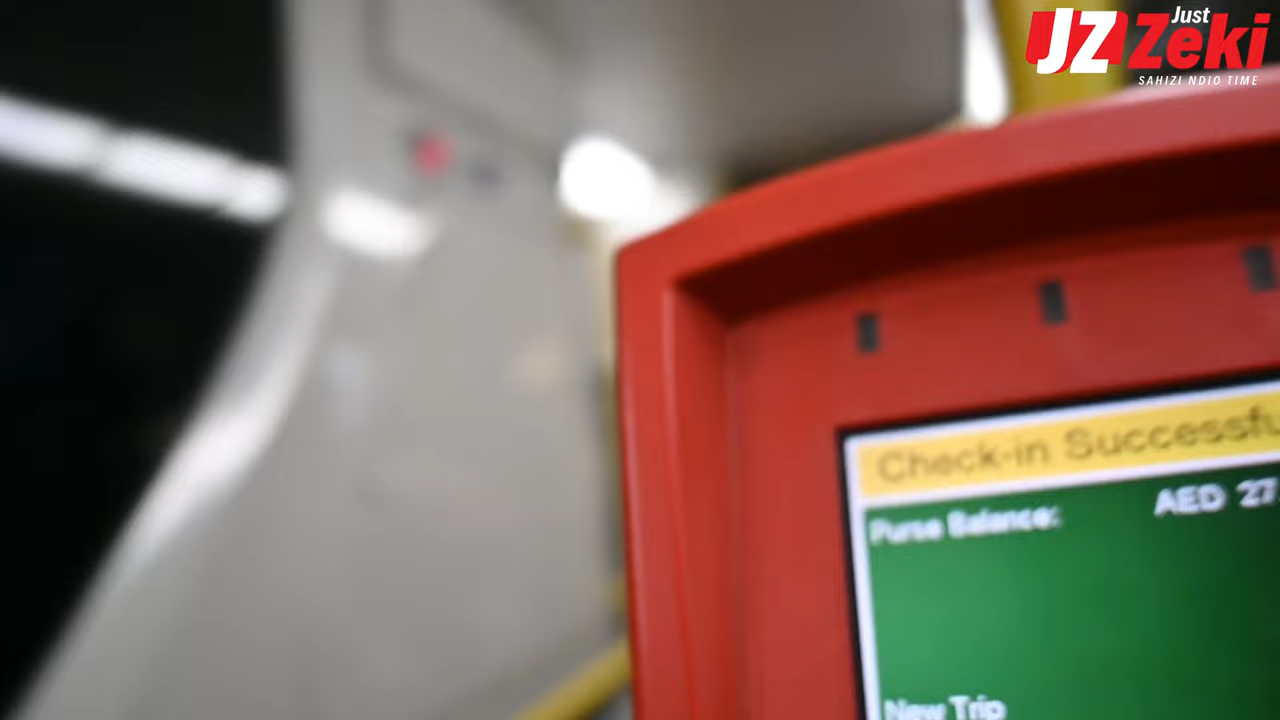 JZ Just
Zeki
SAHIZI NDIO TIME
Check-in Successfu
Purse Balance: AED 27
New Trip